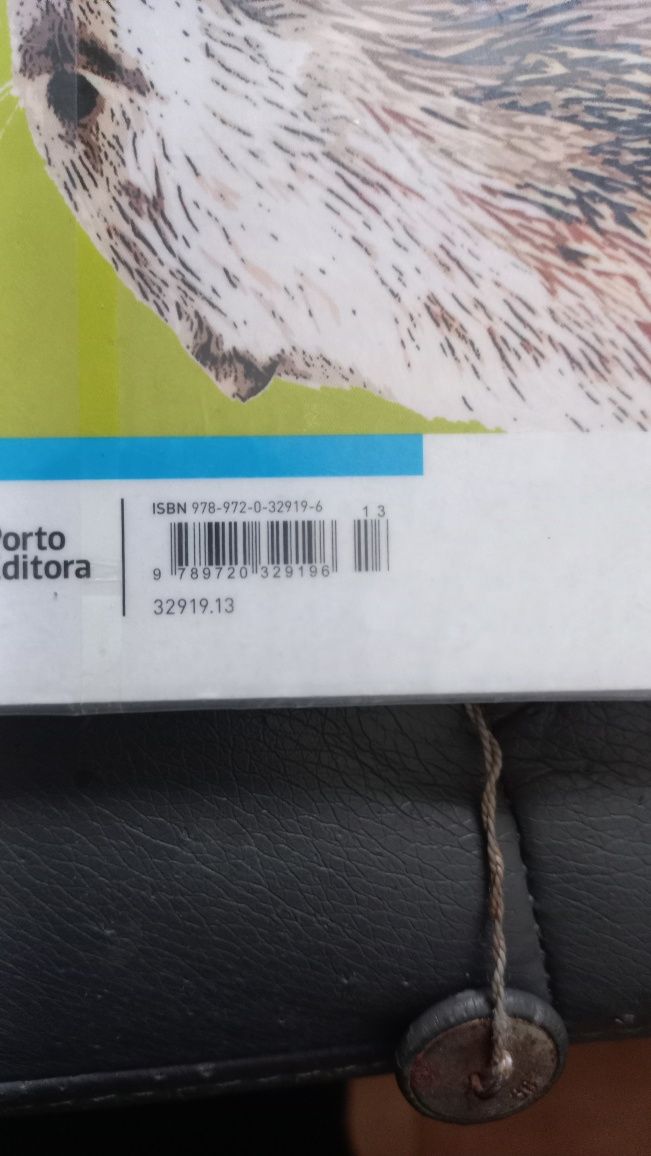 Porto
Editora
ISBN 978-972-0-32919-6
1 3
9 789720 329196
32919.13